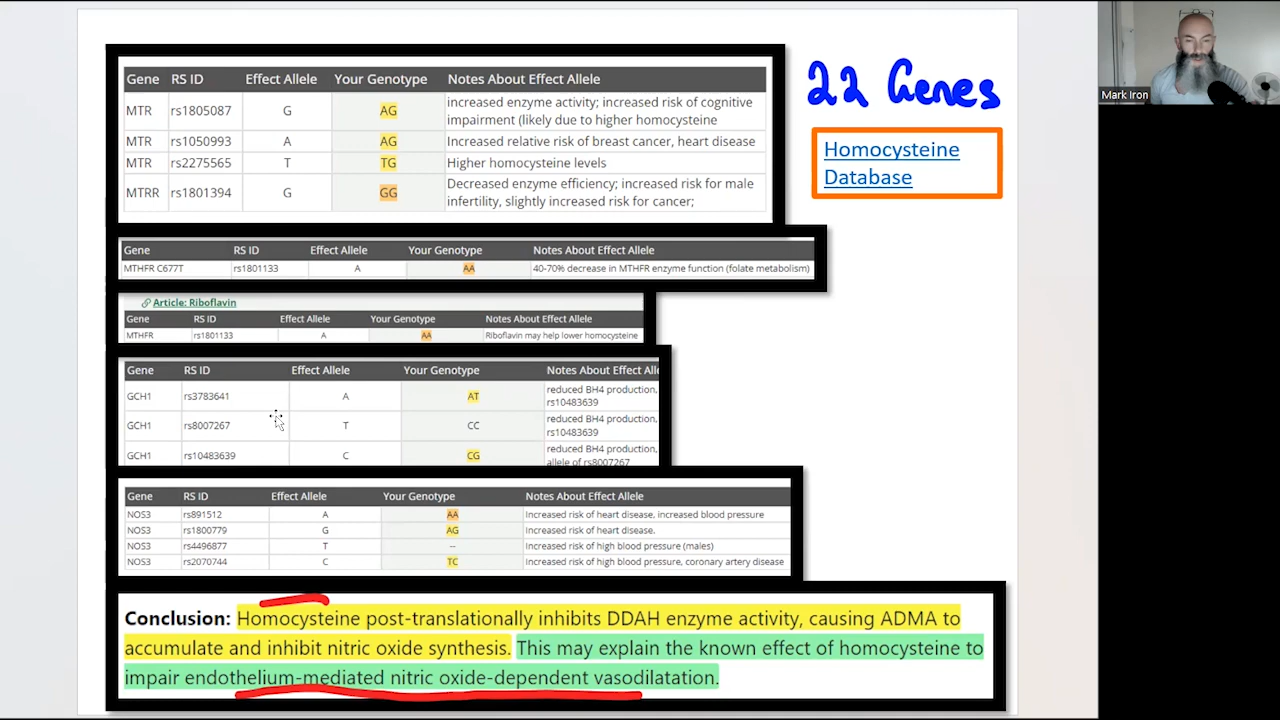 Gene RS ID Effect Allele Your Genotype Notes About Effect Allele
MTR rs1805087 G AG increased enzyme activity; increased risk of cognitive
impairment (likely due to higher homocysteine
MTR rs1050993 A AG Increased relative risk of breast cancer, heart disease
MTR rs2275565 T TG Higher homocysteine levels
MTRR rs1801394 G GG Decreased enzyme efficiency; increased risk for male
infertility, slightly increased risk for cancer;
22 Genes
Homocysteine
Database
Mark Iron
Gene RS ID Effect Allele Your Genotype Notes About Effect Allele
MTHFR C677T rs1801133 A AA 40-70% decrease in MTHFR enzyme function (folate metabolism)
Article: Riboflavin
Gene RS ID Effect Allele Your Genotype Notes About Effect Allele
MTHFR rs1801133 A AA Riboflavin may help lower homocysteine
Gene RS ID Effect Allele Your Genotype Notes About Effect All
GCH1 rs3783641 A AT reduced BH4 production,
rs10483639
GCH1 rs8007267 T CC reduced BH4 production,
rs10483639
GCH1 rs10483639 C CG reduced BH4 production,
allele of rs8007267
Gene RS ID Effect Allele Your Genotype Notes About Effect Allele
NOS3 rs891512 A AA Increased risk of heart disease, increased blood pressure
NOS3 rs1800779 G AG Increased risk of heart disease.
NOS3 rs4496877 T -- Increased risk of high blood pressure (males)
NOS3 rs2070744 C TC Increased risk of high blood pressure, coronary artery disease
Conclusion: Homocysteine post-translationally inhibits DDAH enzyme activity, causing ADMA to
accumulate and inhibit nitric oxide synthesis. This may explain the known effect of homocysteine to
impair endothelium-mediated nitric oxide-dependent vasodilatation.